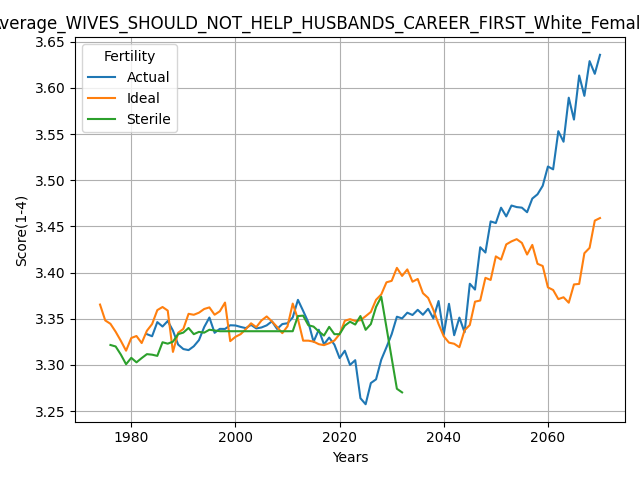 Average_WIVES_SHOULD_NOT_HELP_HUSBANDS_CAREER_FIRST_White_Femal
3.65
3.60
3.55
3.50
3.45
3.40
3.35
3.30
3.25
Score(1-4)
Fertility
Actual
Ideal
Sterile
1980 2000 2020 2040 2060
Years